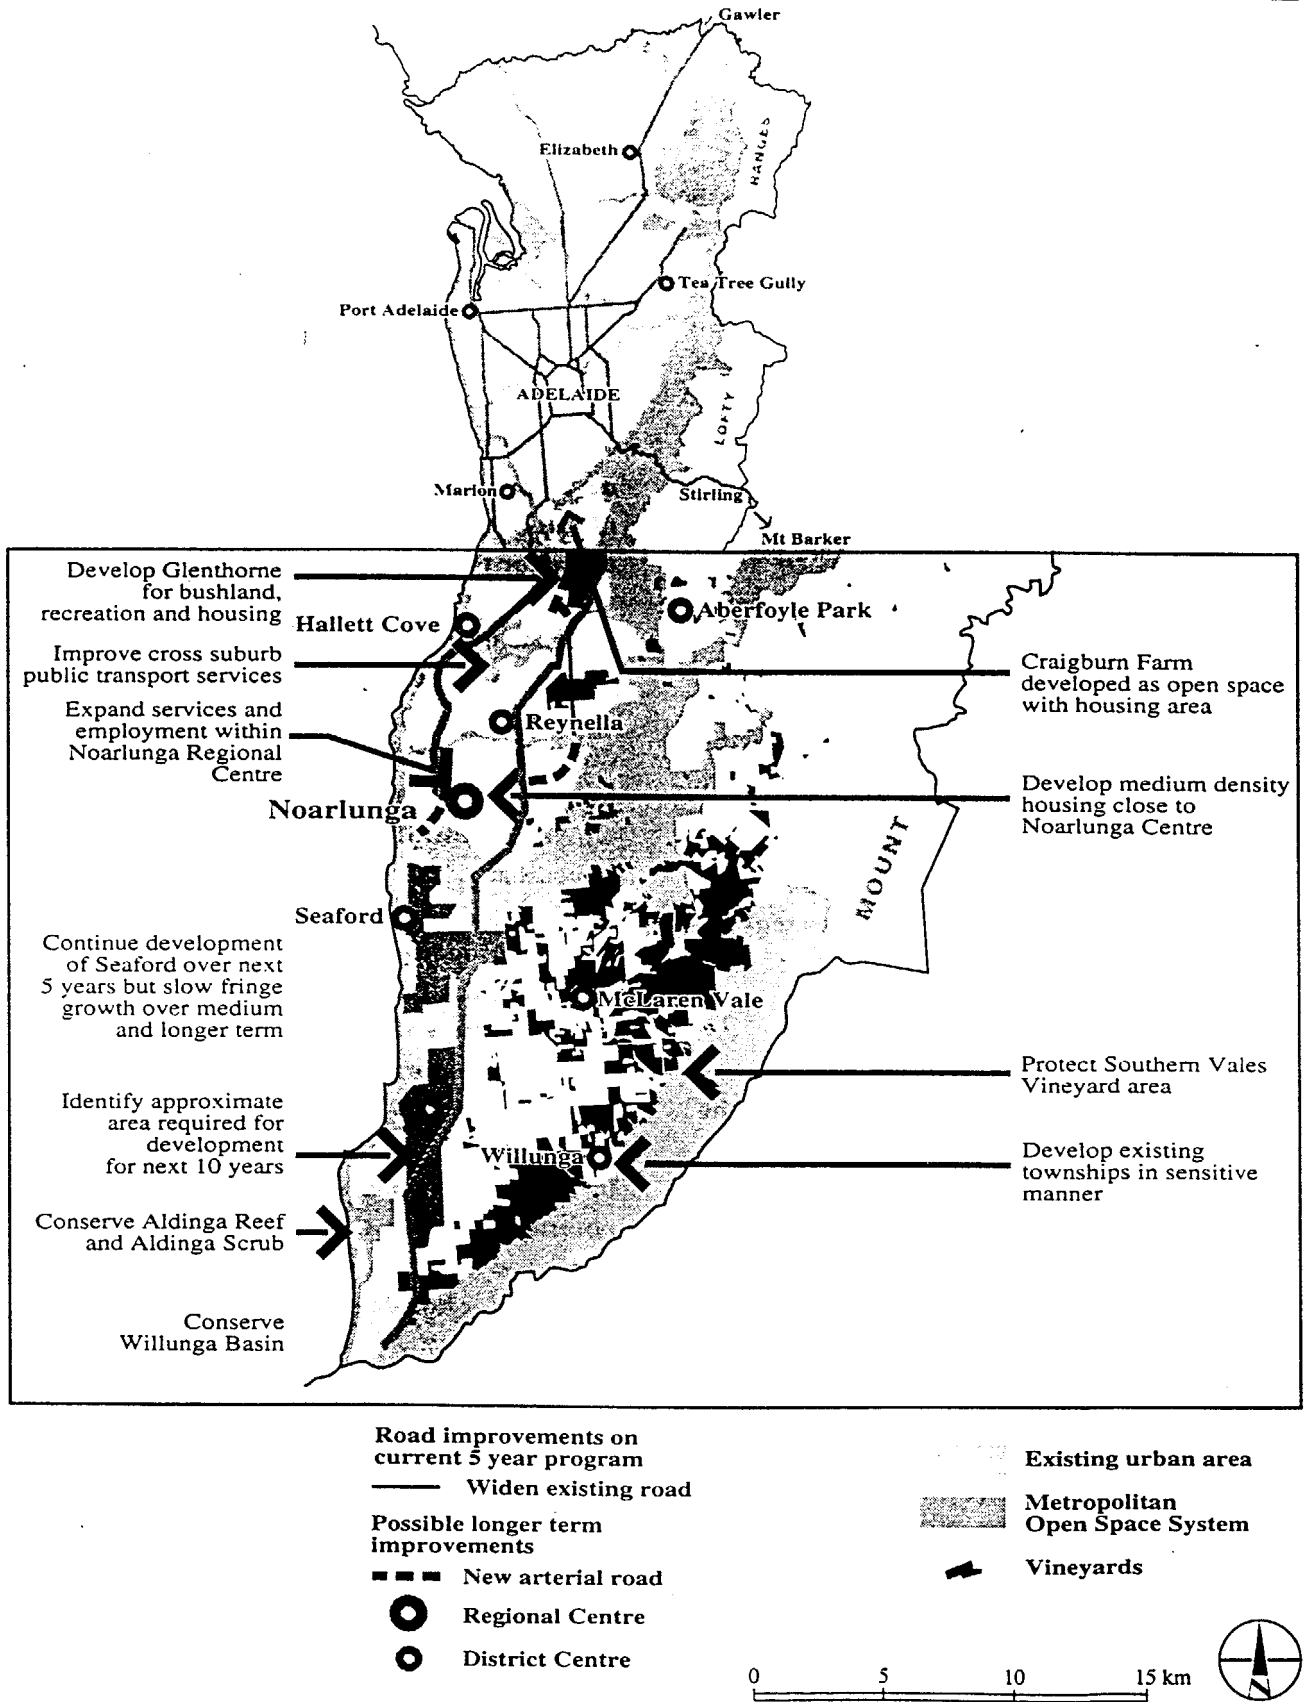 Gawler
Elizabeth
RANGES
Tea Tree Gully
Port Adelaide
ADELAIDE
LOFTY
Marion
Stirling
Mt Barker
Develop Glenthorne
for bushland,
recreation and housing
Hallett Cove
Aberfoyle Park
Improve cross suburb
public transport services
Craigburn Farm
developed as open space
with housing area
Expand services and
employment within
Noarlunga Regional
Centre
Reynella
Noarlunga
Develop medium density
housing close to
Noarlunga Centre
MOUNT
Seaford
Continue development
of Seaford over next
5 years but slow fringe
growth over medium
and longer term
McLaren Vale
Protect Southern Vales
Vineyard area
Identify approximate
area required for
development
for next 10 years
Willunga
Develop existing
townships in sensitive
manner
Conserve Aldinga Reef
and Aldinga Scrub
Conserve
Willunga Basin
Road improvements on
current 5 year program
Widen existing road
Possible longer term
improvements
New arterial road
Regional Centre
District Centre
Existing urban area
Metropolitan
Open Space System
Vineyards
0 5 10 15 km
N